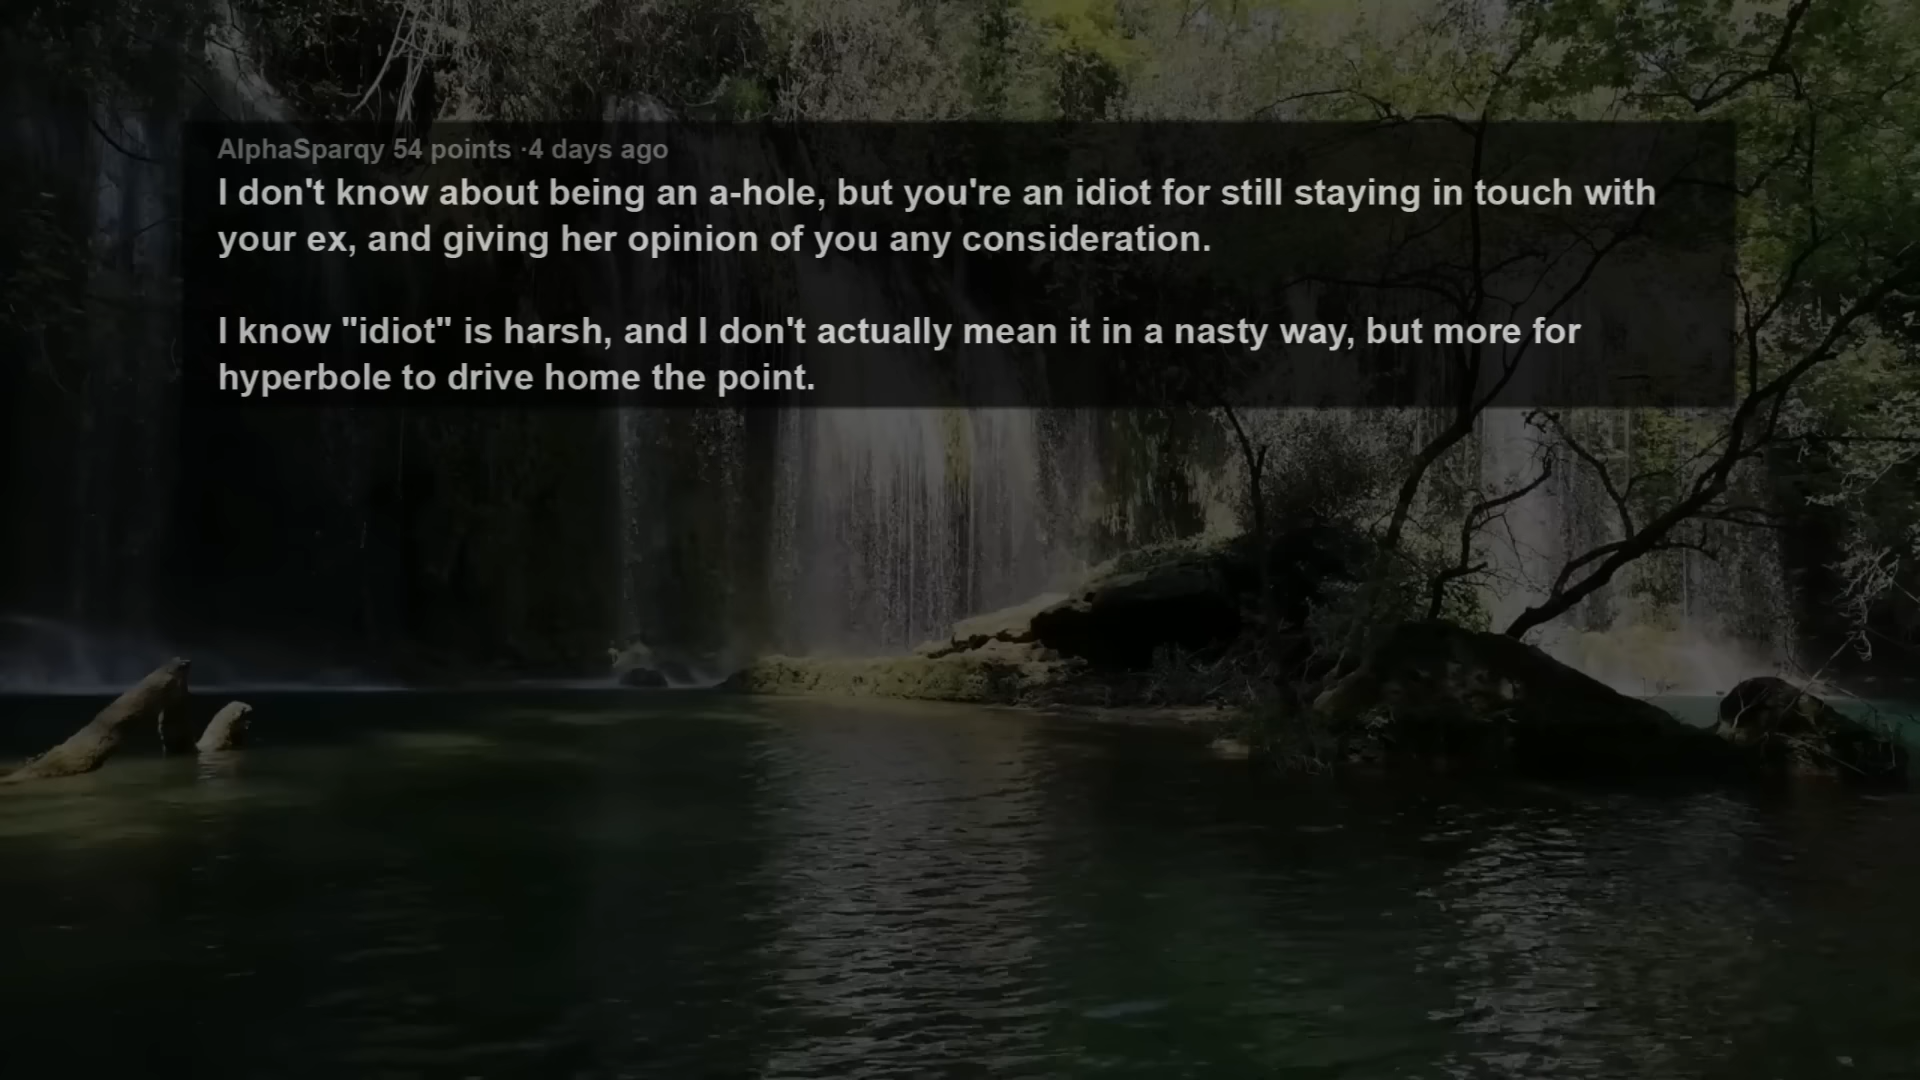 AlphaSparqy 54 points ·4 days ago
I don't know about being an a-hole, but you're an idiot for still staying in touch with
your ex, and giving her opinion of you any consideration.
I know "idiot" is harsh, and I don't actually mean it in a nasty way, but more for
hyperbole to drive home the point.